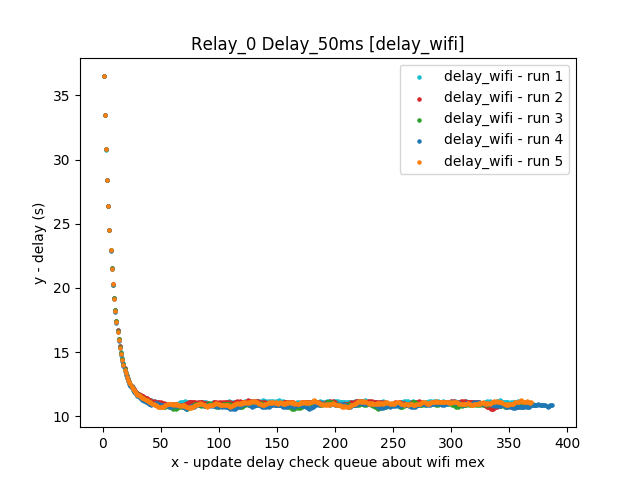 Relay_0 Delay_50ms [delay_wifi]
delay_wifi - run 1
delay_wifi - run 2
delay_wifi - run 3
delay_wifi - run 4
delay_wifi - run 5
y - delay (s)
35
30
25
20
15
10
0 50 100 150 200 250 300 350 400
x - update delay check queue about wifi mex